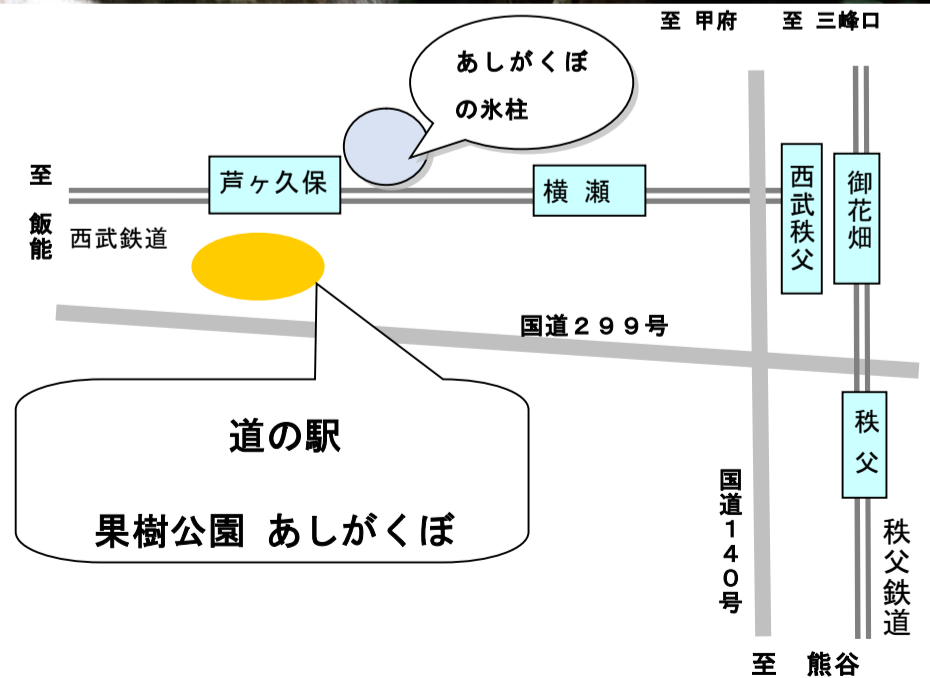 至 甲府
至 三峰口
あしがくぼ
の氷柱
至 飯能
西武鉄道
芦ヶ久保
横 瀬
西武秩父
御花畑
国道２９９号
道の駅
果樹公園 あしがくぼ
秩父
国道１４０号
秩父鉄道
至 熊谷